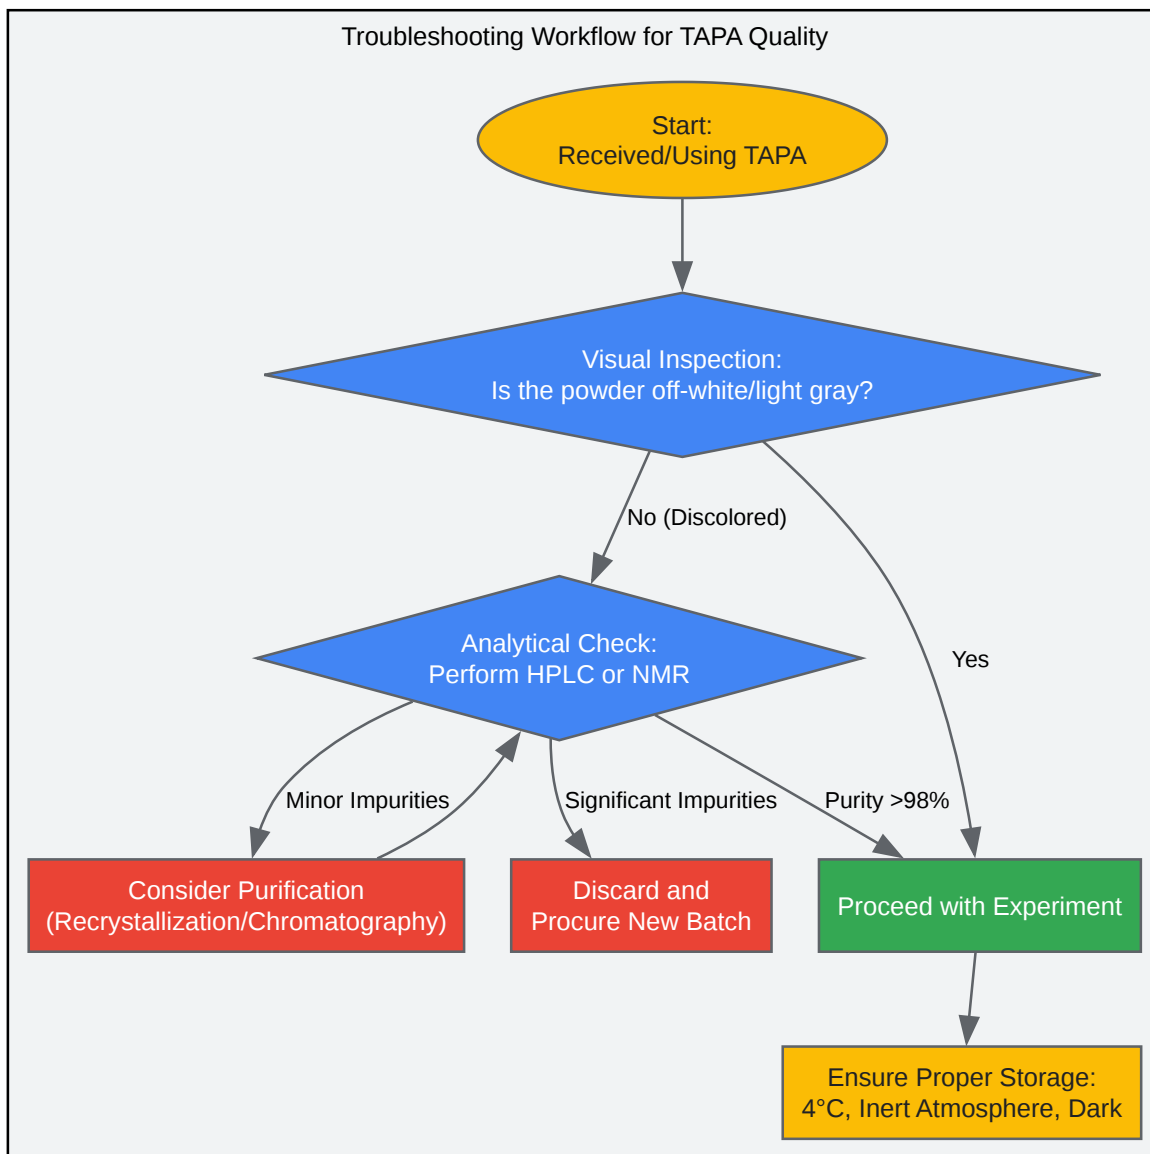 Troubleshooting Workflow for TAPA Quality
Start:
Received/Using TAPA
Visual Inspection:
Is the powder off-white/light gray?
No (Discolored)
Analytical Check:
Perform HPLC or NMR
Yes
Minor Impurities
Significant Impurities
Purity >98%
Consider Purification
(Recrystallization/Chromatography)
Discard and
Procure New Batch
Proceed with Experiment
Ensure Proper Storage:
4°C, Inert Atmosphere, Dark